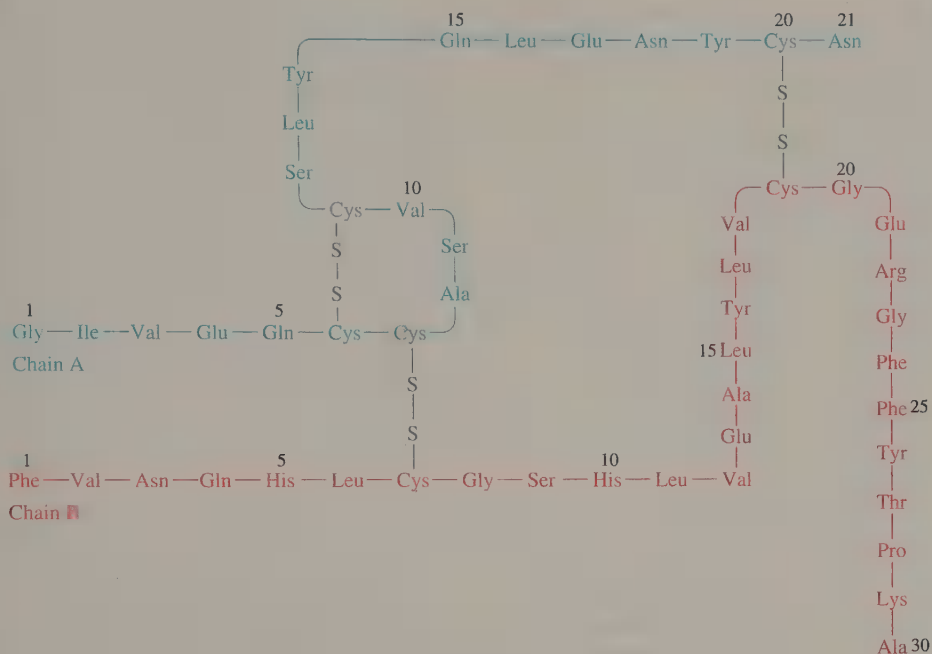 15 20 21
Gln — Leu — Glu — Asn — Tyr — Cys — Asn
Tyr
S
Leu
S
Ser
10 20
Cys — Val Cys — Gly
S Ser Val Glu
S Ala Leu Arg
1 5
Gly — Ile — Val — Glu — Gln — Cys — Cys Tyr Gly
Chain A 15 Leu Phe
S Ala Phe 25
S Glu Tyr
1 5 10
Phe — Val — Asn — Gln — His — Leu — Cys — Gly — Ser — His — Leu — Val
Chain B Thr
Pro
Lys
Ala 30